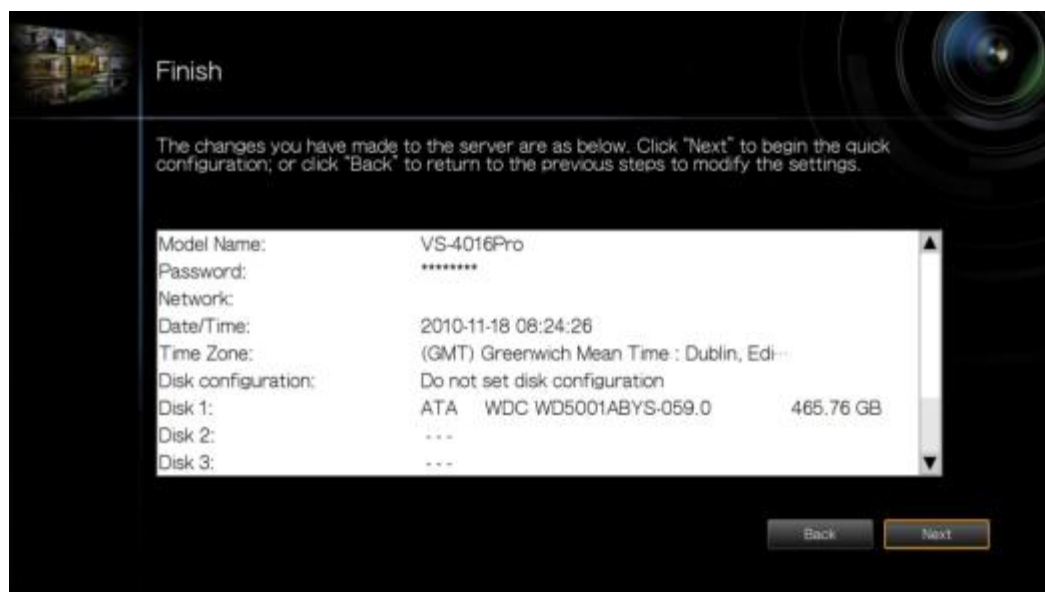 Finish
The changes you have made to the server are as below. Click "Next" to begin the quick
configuration; or click "Back" to return to the previous steps to modify the settings.
Model Name: VS-4016Pro
Password: ********
Network:
Date/Time: 2010-11-18 08:24:26
Time Zone: (GMT) Greenwich Mean Time : Dublin, Edi...
Disk configuration: Do not set disk configuration
Disk 1: ATA WDC WD5001ABYS-059.0 465.76 GB
Disk 2: ---
Disk 3: ---
Back Next